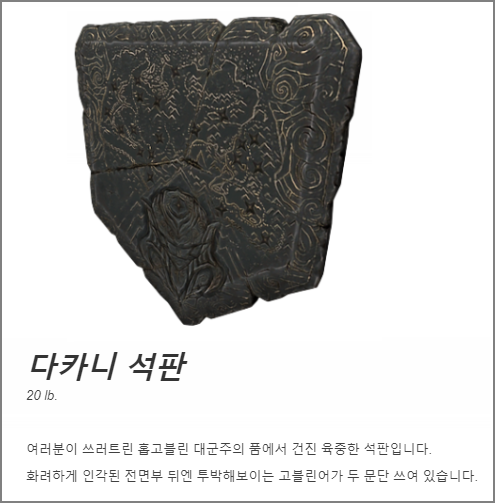 다카니 석판
20 lb.
여러분이 쓰러트린 홉고블린 대군주의 품에서 건진 육중한 석판입니다.
화려하게 인각된 전면부 뒤엔 투박해보이는 고블린어가 두 문단 쓰여 있습니다.